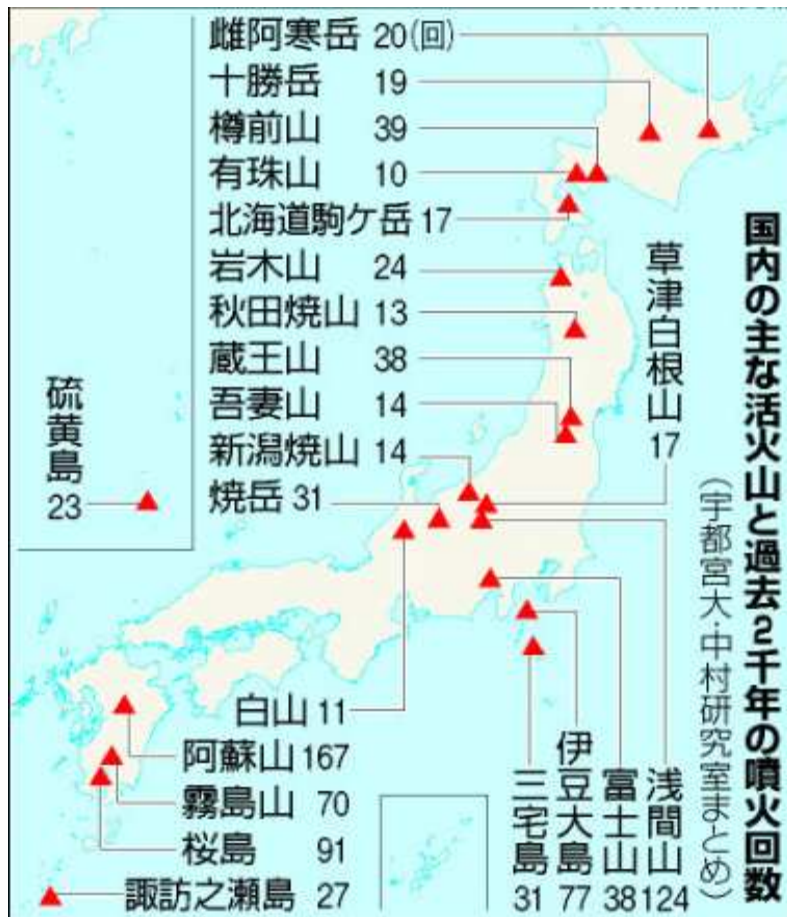 国内の主な活火山と過去2千年の噴火回数
(宇都宮大・中村研究室まとめ)
雌阿寒岳 20(回)
十勝岳 19
樽前山 39
有珠山 10
北海道駒ケ岳 17
岩木山 24
秋田焼山 13
蔵王山 38
吾妻山 14
新潟焼山 14
焼岳 31
草津白根山 17
硫黄島 23
白山 11
阿蘇山 167
霧島山 70
桜島 91
諏訪之瀬島 27
三宅島 31
伊豆大島 77
富士山 38
浅間山 124